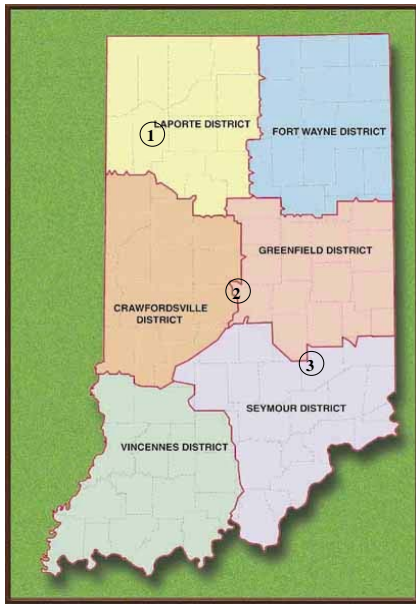 LAPORTE DISTRICT
1
FORT WAYNE DISTRICT
GREENFIELD DISTRICT
2
CRAWFORDSVILLE
DISTRICT
3
SEYMOUR DISTRICT
VINCENNES DISTRICT